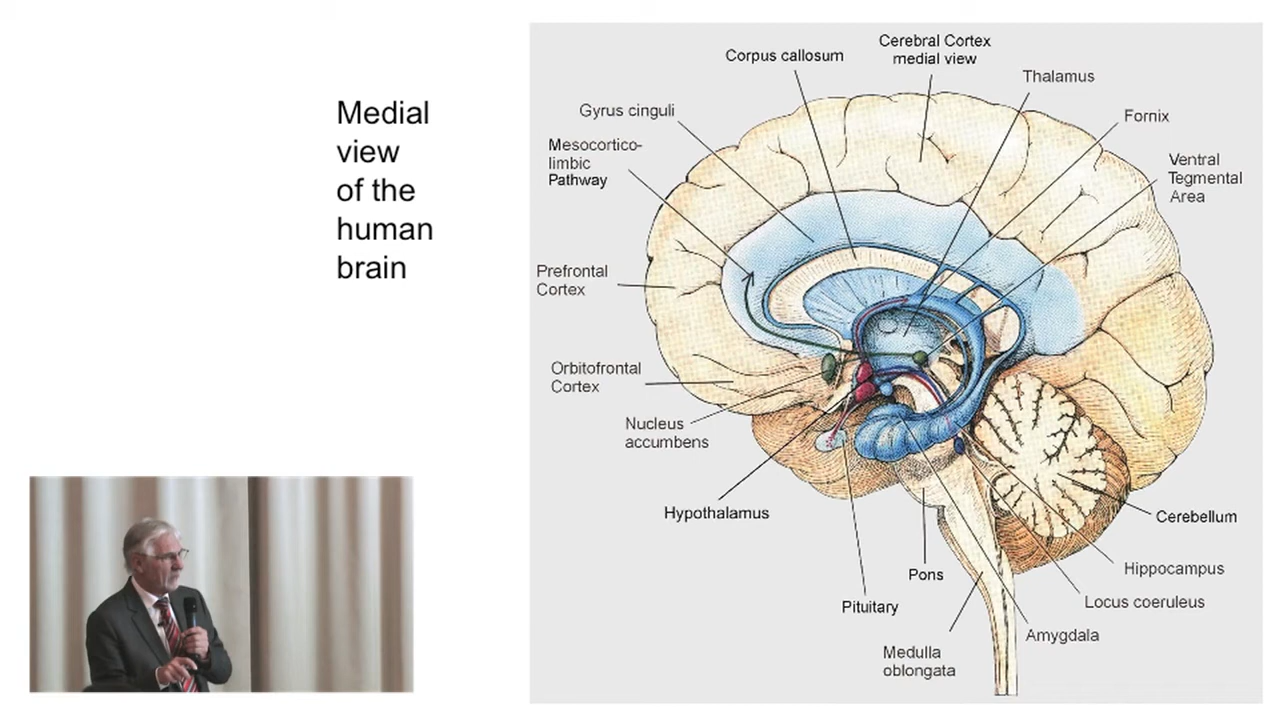 Medial
view
of the
human
brain
Corpus callosum
Cerebral Cortex
medial view
Thalamus
Gyrus cinguli
Fornix
Mesocortico-
limbic
Pathway
Ventral
Tegmental
Area
Prefrontal
Cortex
Orbitofrontal
Cortex
Nucleus
accumbens
Hypothalamus
Cerebellum
Pons
Hippocampus
Pituitary
Locus coeruleus
Amygdala
Medulla
oblongata